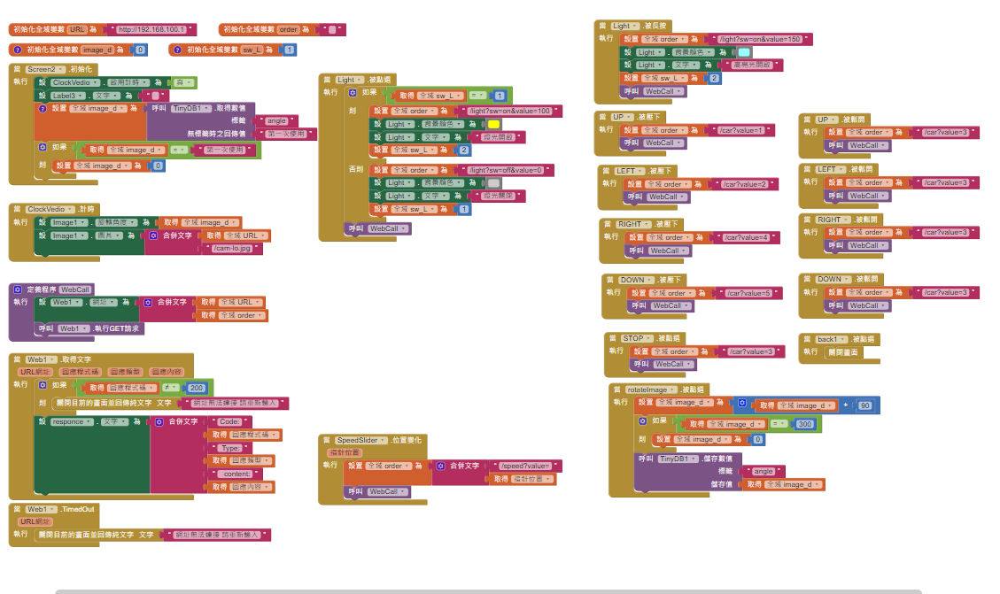 初始化全域變數 URL 為 " http://192.168.100.1 "
初始化全域變數 order 為 " "
初始化全域變數 image_d 為 0
初始化全域變數 sw_L 為 1
當 Screen2 .初始化
執行 設 ClockVedio . 啟用計時 為 真
設 Label3 . 文字 為 " "
設置 全域 image_d 為 呼叫 TinyDB1 .取得數值
標籤 " angle "
無標籤時之回傳值 " 第一次使用 "
如果 取得 全域 image_d = " 第一次使用 "
則 設置 全域 image_d 為 0
當 ClockVedio .計時
執行 設 Image1 . 旋轉角度 為 取得 全域 image_d
設 Image1 . 圖片 為 合併文字 取得 全域 URL
" /cam-lo.jpg "
定義程序 WebCall
執行 設 Web1 . 網址 為 合併文字 取得 全域 URL
取得 全域 order
呼叫 Web1 .執行GET請求
當 Web1 .取得文字
URL網址 回應程式碼 回應類型 回應內容
執行 如果 取得 回應程式碼 ≠ 200
則 關閉目前的畫面並回傳純文字 文字 " 網址無法連接 請重新輸入 "
設 responce . 文字 為 合併文字 " Code: "
取得 回應程式碼
" Type: "
取得 回應類型
" content: "
取得 回應內容
當 Web1 .TimedOut
URL網址
執行 關閉目前的畫面並回傳純文字 文字 " 網址無法連接 請重新輸入 "
當 Light .被點選
執行 如果 取得 全域 sw_L = 1
則 設置 全域 order 為 " /light?sw=on&value=100 "
設 Light . 背景顏色 為
設 Light . 文字 為 " 燈光開啟 "
設置 全域 sw_L 為 2
否則 設置 全域 order 為 " /light?sw=off&value=0 "
設 Light . 背景顏色 為
設 Light . 文字 為 " 燈光關閉 "
設置 全域 sw_L 為 1
呼叫 WebCall
當 SpeedSlider .位置變化
指針位置
執行 設置 全域 order 為 合併文字 " /speed?value= "
取得 指針位置
呼叫 WebCall
當 Light .被長按
執行 設置 全域 order 為 " /light?sw=on&value=150 "
設 Light . 背景顏色 為
設 Light . 文字 為 " 高亮光開啟 "
設置 全域 sw_L 為 2
呼叫 WebCall
當 UP .被壓下
執行 設置 全域 order 為 " /car?value=1 "
呼叫 WebCall
當 UP .被鬆開
執行 設置 全域 order 為 " /car?value=3 "
呼叫 WebCall
當 LEFT .被壓下
執行 設置 全域 order 為 " /car?value=2 "
呼叫 WebCall
當 LEFT .被鬆開
執行 設置 全域 order 為 " /car?value=3 "
呼叫 WebCall
當 RIGHT .被壓下
執行 設置 全域 order 為 " /car?value=4 "
呼叫 WebCall
當 RIGHT .被鬆開
執行 設置 全域 order 為 " /car?value=3 "
呼叫 WebCall
當 DOWN .被壓下
執行 設置 全域 order 為 " /car?value=5 "
呼叫 WebCall
當 DOWN .被鬆開
執行 設置 全域 order 為 " /car?value=3 "
呼叫 WebCall
當 STOP .被點選
執行 設置 全域 order 為 " /car?value=3 "
呼叫 WebCall
當 back1 .被點選
執行 關閉畫面
當 rotateImage .被點選
執行 設置 全域 image_d 為 取得 全域 image_d + 90
如果 取得 全域 image_d = 300
則 設置 全域 image_d 為 0
呼叫 TinyDB1 .儲存數值
標籤 " angle "
儲存值 取得 全域 image_d